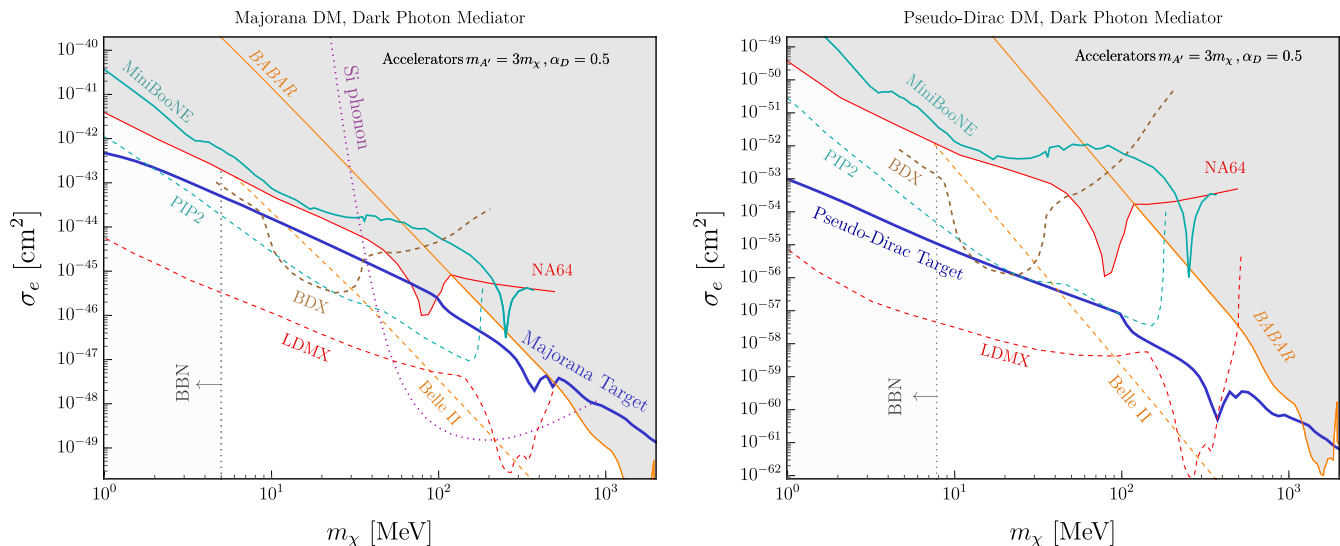 Majorana DM, Dark Photon Mediator
Accelerators m_{A′} = 3m_χ, α_D = 0.5
10^{−40}
10^{−41}
10^{−42}
10^{−43}
10^{−44}
10^{−45}
10^{−46}
10^{−47}
10^{−48}
10^{−49}
σ_e [cm²]
MiniBooNE
BABAR
Si phonon
PIP2
BDX
NA64
LDMX
Majorana Target
Belle II
BBN
←
10^0
10^1
10^2
10^3
m_χ [MeV]
Pseudo-Dirac DM, Dark Photon Mediator
Accelerators m_{A′} = 3m_χ, α_D = 0.5
10^{−49}
10^{−50}
10^{−51}
10^{−52}
10^{−53}
10^{−54}
10^{−55}
10^{−56}
10^{−57}
10^{−58}
10^{−59}
10^{−60}
10^{−61}
10^{−62}
σ_e [cm²]
MiniBooNE
PIP2
BDX
NA64
Pseudo-Dirac Target
LDMX
BABAR
Belle II
BBN
←
10^0
10^1
10^2
10^3
m_χ [MeV]